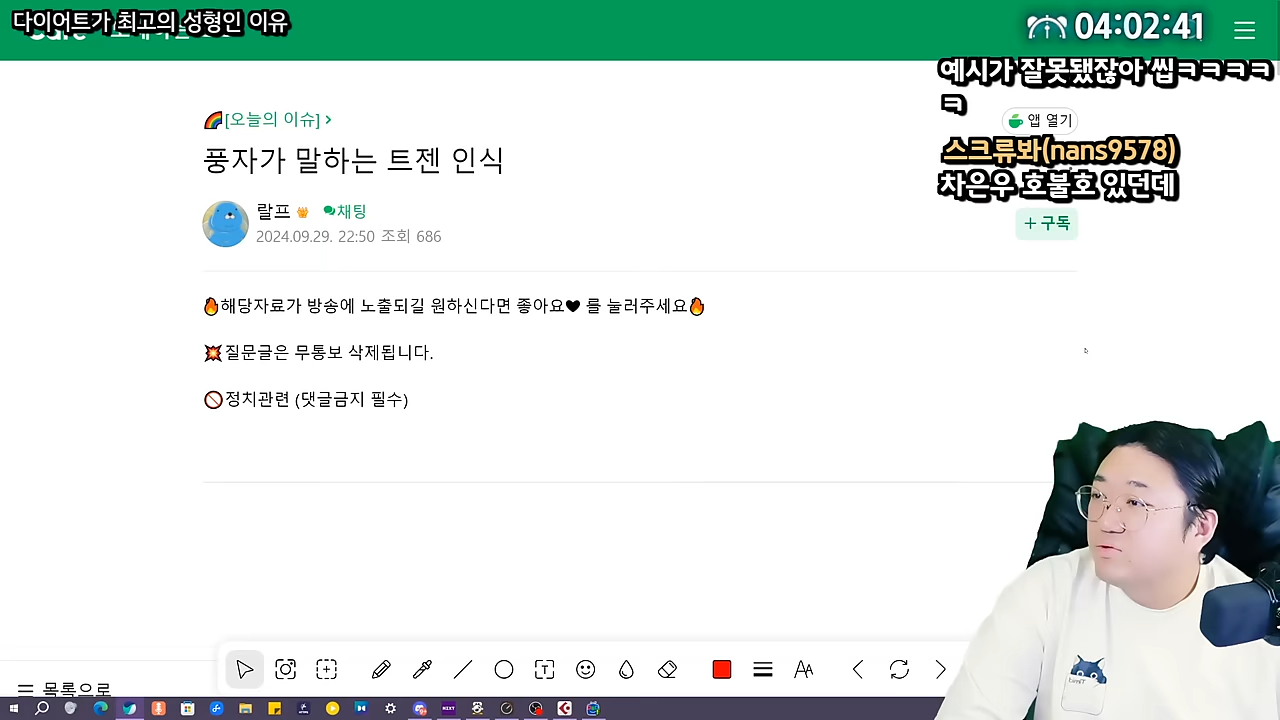 다이어트가 최고의 성형인 이유
04:02:41
예시가 잘못됐잖아 씹ㅋㅋㅋㅋ
ㅋ
스크류봐(nans9578)
차은우 호불호 있던데
🌈[오늘의 이슈] >
앱 열기
풍자가 말하는 트젠 인식
랄프 채팅
2024.09.29. 22:50 조회 686
+ 구독
🔥해당자료가 방송에 노출되길 원하신다면 좋아요🖤 를 눌러주세요🔥
💥질문글은 무통보 삭제됩니다.
🚫정치관련 (댓글금지 필수)
목록으로